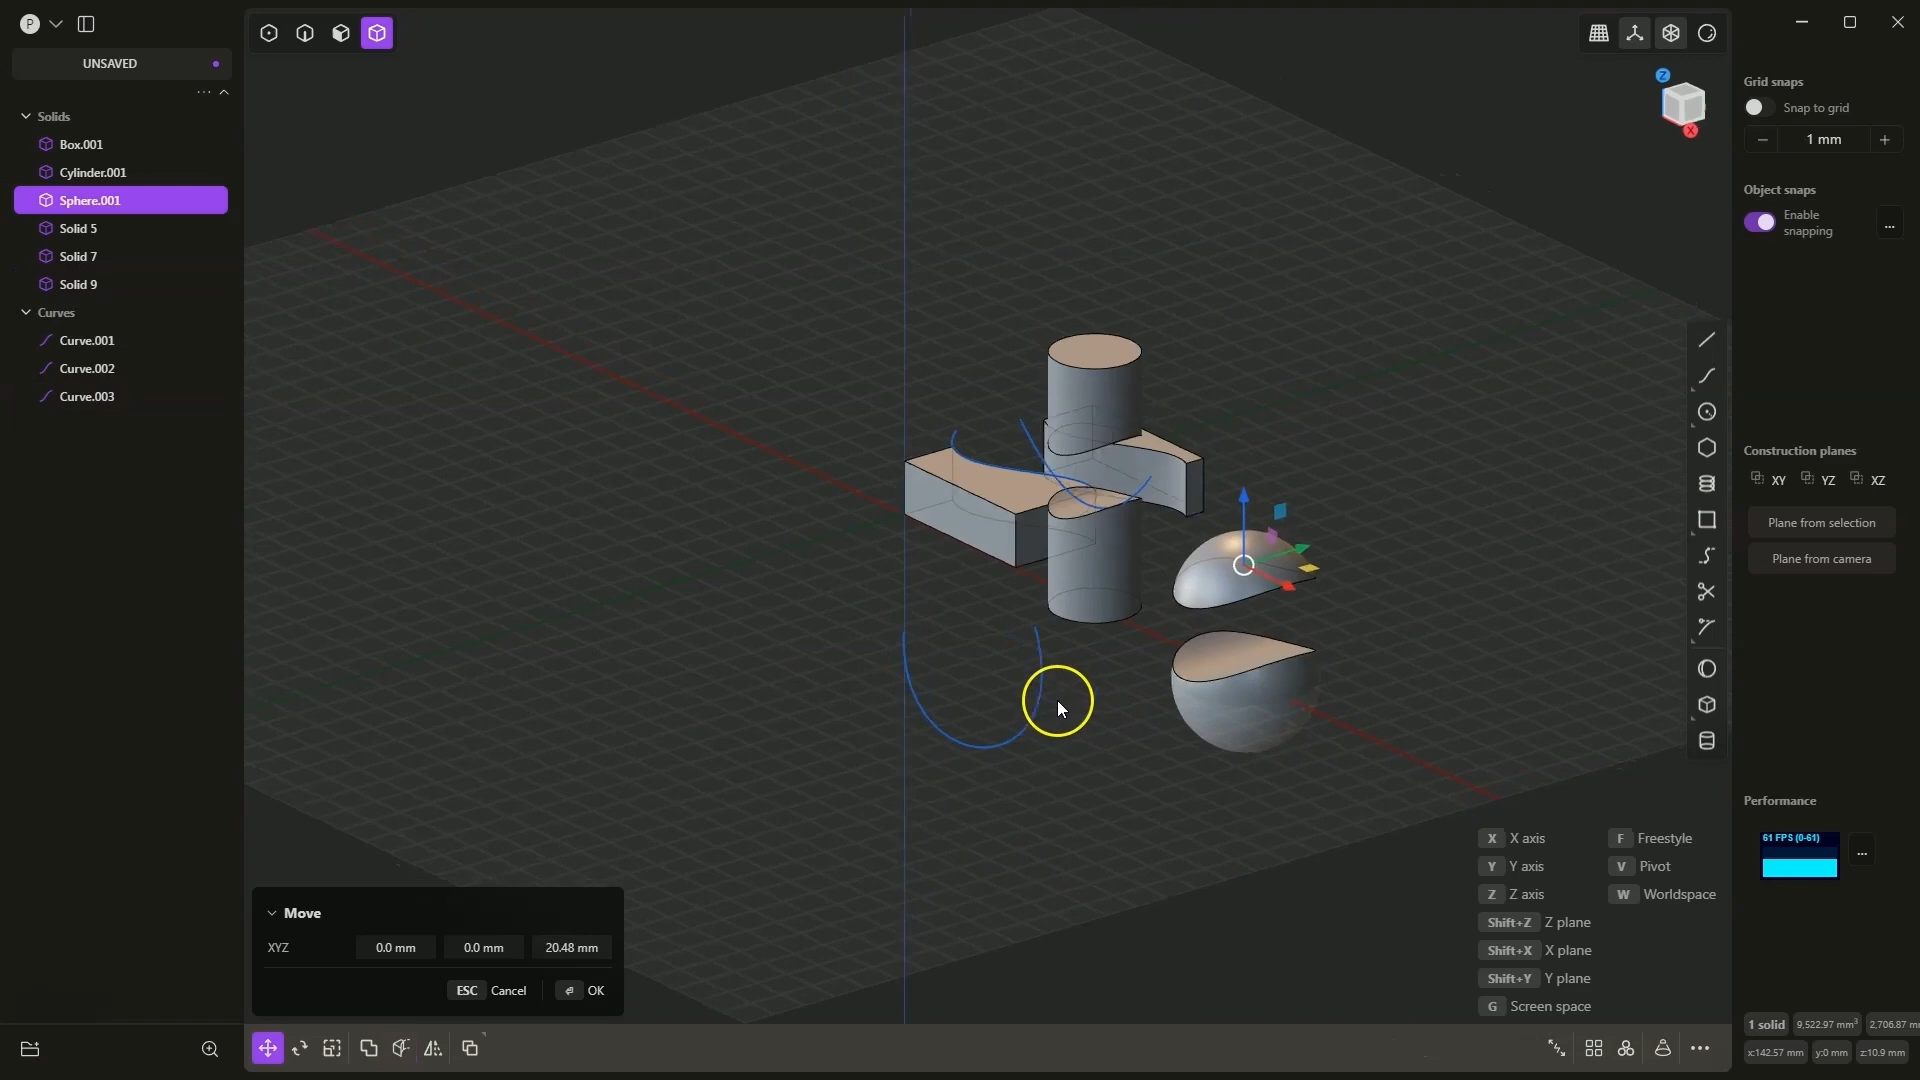 P
UNSAVED
...
Solids
Box.001
Cylinder.001
Sphere.001
Solid 5
Solid 7
Solid 9
Curves
Curve.001
Curve.002
Curve.003
Z
X
Grid snaps
Snap to grid
− 1 mm +
Object snaps
Enable
snapping
...
Construction planes
XY YZ XZ
Plane from selection
Plane from camera
Performance
61 FPS (0-61)
...
X X axis F Freestyle
Y Y axis V Pivot
Z Z axis W Worldspace
Shift+Z Z plane
Shift+X X plane
Shift+Y Y plane
G Screen space
Move
XYZ 0.0 mm 0.0 mm 20.48 mm
ESC Cancel OK
1 solid 9,522.97 mm³ 2,706.87 m
x:142.57 mm y:0 mm z:10.9 mm